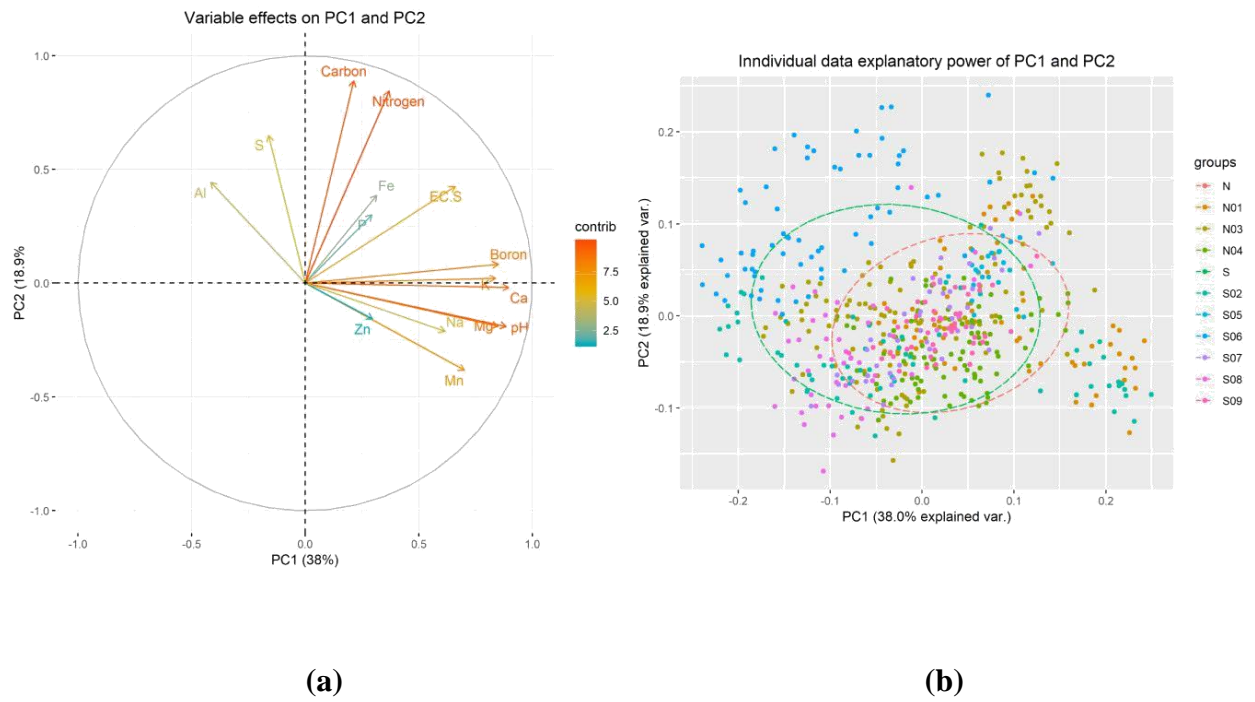 Variable effects on PC1 and PC2
1.0
0.5
0.0
-0.5
-1.0
PC2 (18.9%
Carbon
Nitrogen
S
Al
Fe
EC.S
P
Boron
K
Ca
Na
Mg
pH
Zn
Mn
-1.0 -0.5 0.0 0.5 1.0
PC1 (38%)
contrib
7.5
5.0
2.5
(a)
Inndividual data explanatory power of PC1 and PC2
0.2
0.1
0.0
-0.1
PC2 (18.9% explained var.)
-0.2 -0.1 0.0 0.1 0.2
PC1 (38.0% explained var.)
groups
N
N01
N03
N04
S
S02
S05
S06
S07
S08
S09
(b)